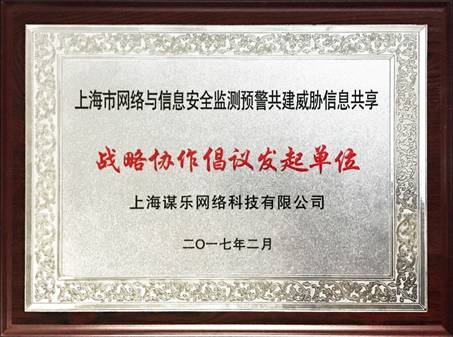 上海市网络与信息安全监测预警共建威胁信息共享
战略协作倡议发起单位
上海谋乐网络科技有限公司
二〇一七年二月